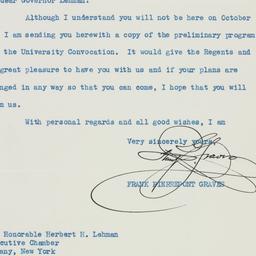 dear Governor Lehman:
Although I understand you will not be here on October
I am sending you herewith a copy of the preliminary program
the University Convocation. It would give the Regents and
great pleasure to have you with us and if your plans are
nged in any way so that you can come, I hope that you will
n us.
With personal regards and all good wishes, I am
Very sincerely yours,
FRANK PIERREPONT GRAVES
Honorable Herbert H. Lehman
ecutive Chamber
any, New York